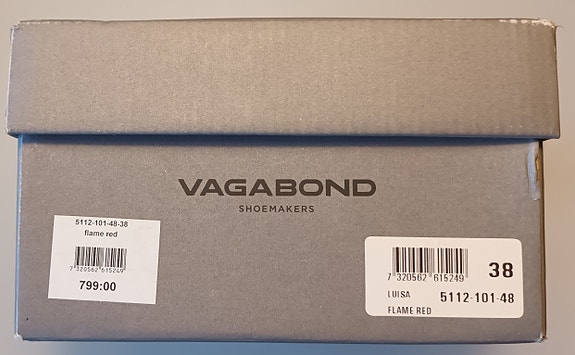 VAGABOND
SHOEMAKERS
5112-101-48-38
flame red
7 320562 615249
799:00
7 320562 615249
38
LUISA 5112-101-48
FLAME RED